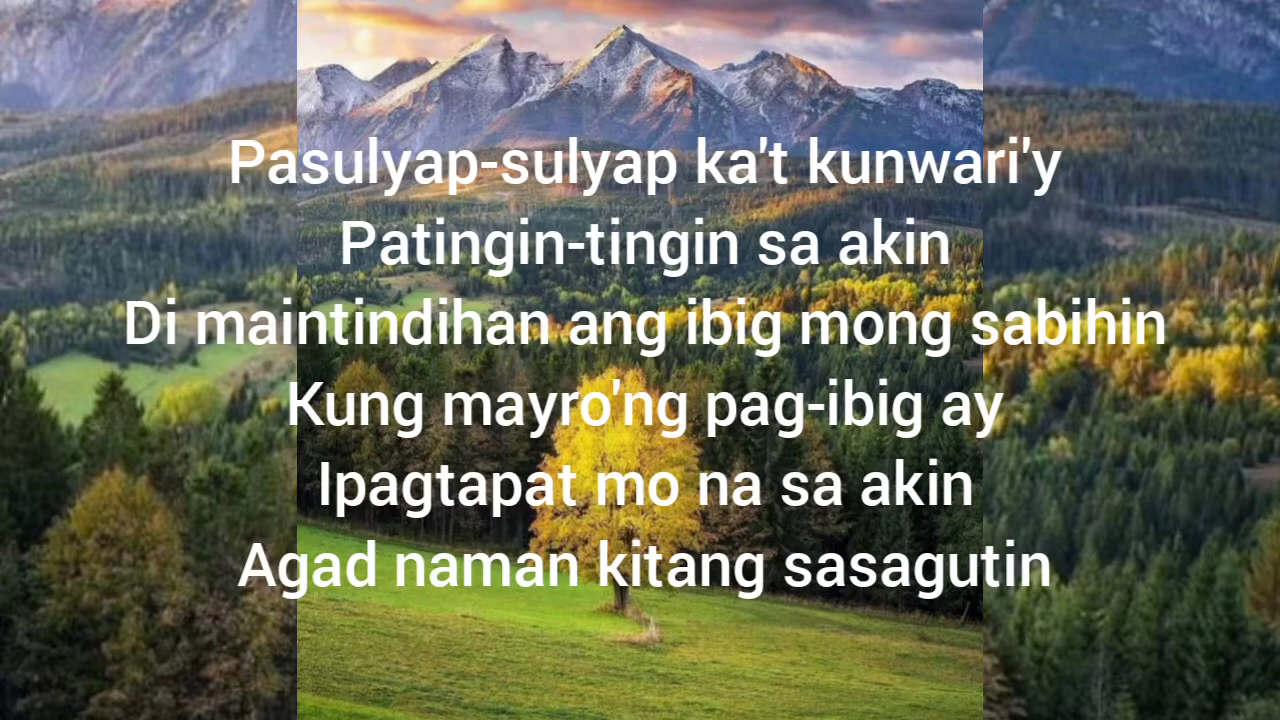 Pasulyap-sulyap ka't kunwari'y
Patingin-tingin sa akin
Di maintindihan ang ibig mong sabihin
Kung mayro'ng pag-ibig ay
Ipagtapat mo na sa akin
Agad naman kitang sasagutin